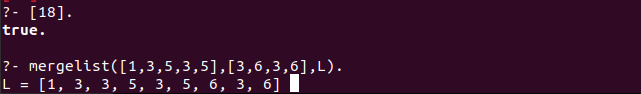 ?- [18].
true.
?- mergelist([1,3,5,3,5],[3,6,3,6],L).
L = [1, 3, 3, 5, 3, 5, 6, 3, 6]